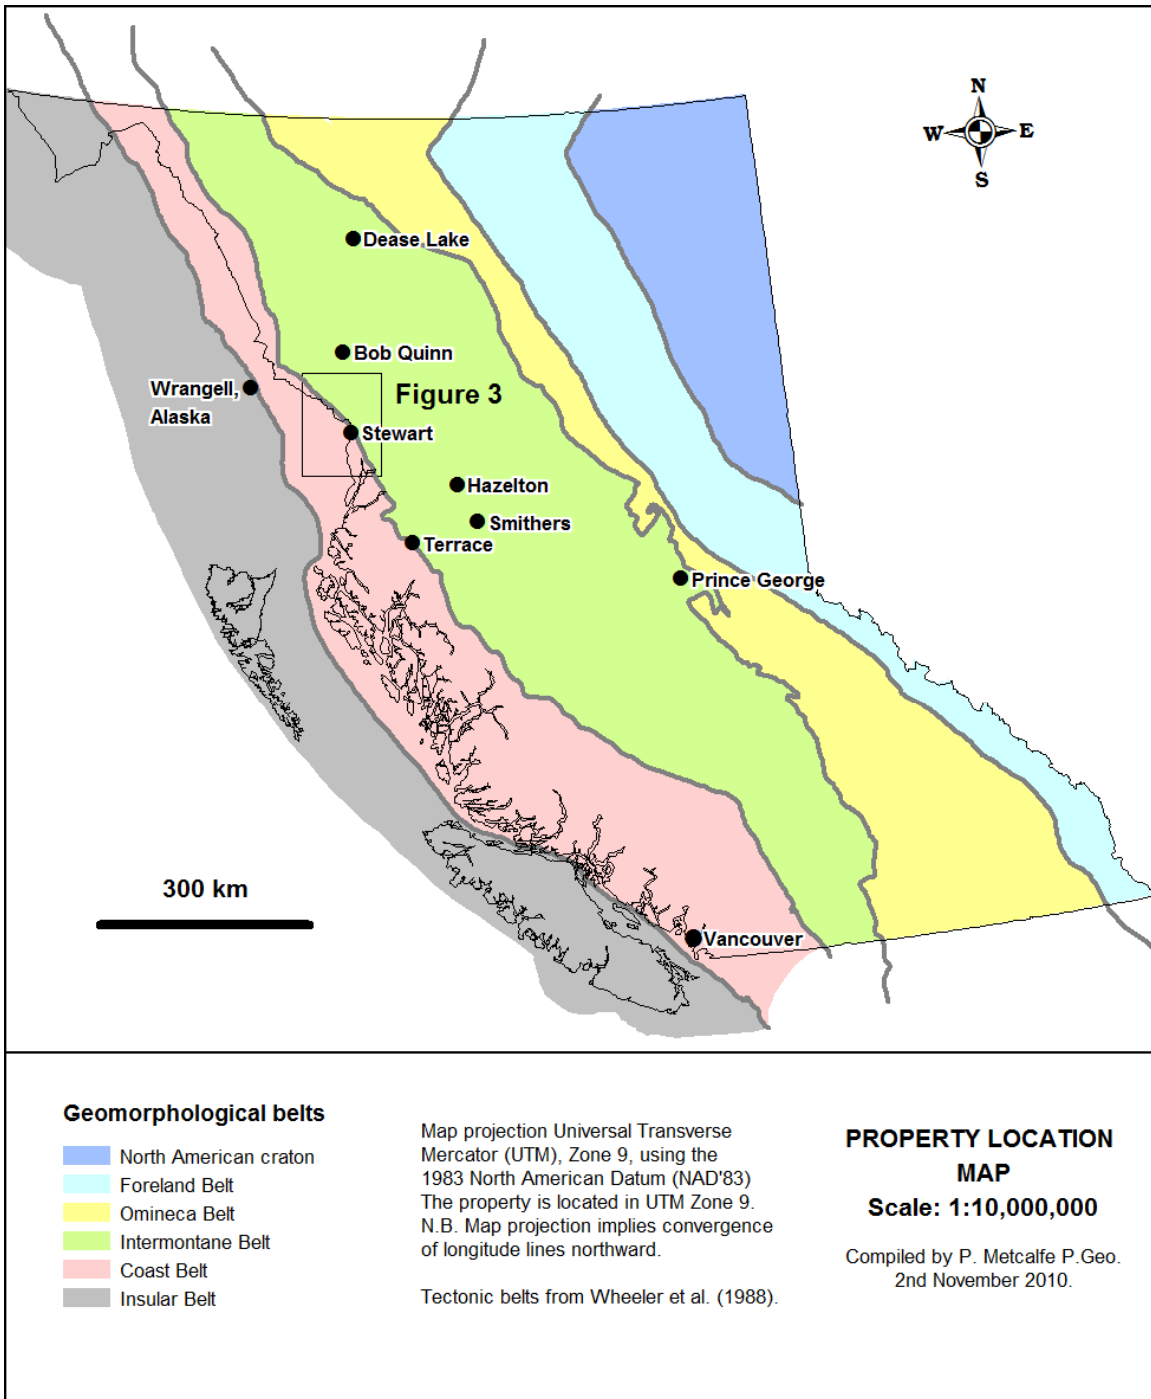 N
W E
S
Dease Lake
Bob Quinn
Wrangell,
Alaska
Figure 3
Stewart
Hazelton
Smithers
Terrace
Prince George
300 km
Vancouver
Geomorphological belts
North American craton
Foreland Belt
Omineca Belt
Intermontane Belt
Coast Belt
Insular Belt
Map projection Universal Transverse
Mercator (UTM), Zone 9, using the
1983 North American Datum (NAD'83)
The property is located in UTM Zone 9.
N.B. Map projection implies convergence
of longitude lines northward.
Tectonic belts from Wheeler et al. (1988).
PROPERTY LOCATION
MAP
Scale: 1:10,000,000
Compiled by P. Metcalfe P.Geo.
2nd November 2010.